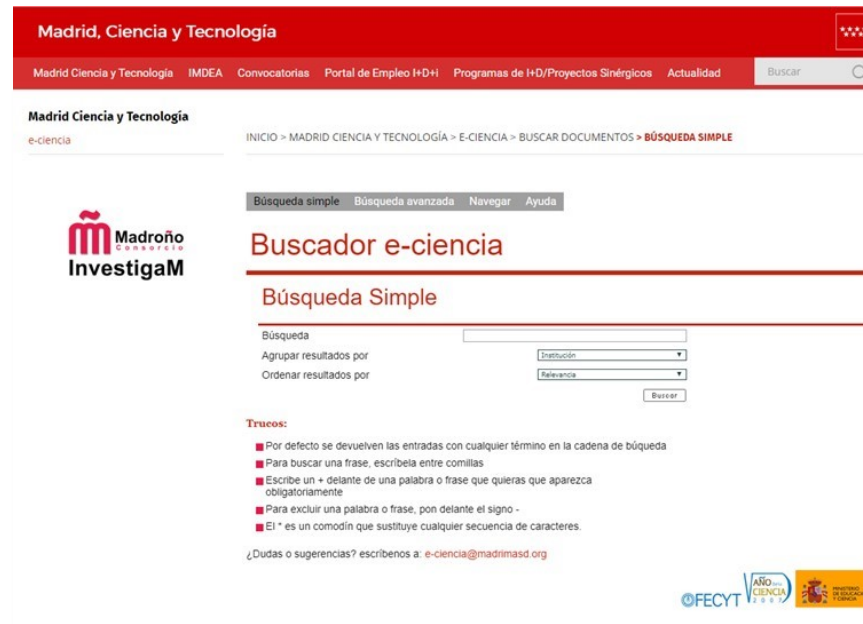 Madrid, Ciencia y Tecnología
Madrid Ciencia y Tecnología IMDEA Convocatorias Portal de Empleo I+D+i Programas de I+D/Proyectos Sinérgicos Actualidad Buscar
Madrid Ciencia y Tecnología
e-ciencia
INICIO > MADRID CIENCIA Y TECNOLOGÍA > E-CIENCIA > BUSCAR DOCUMENTOS > BÚSQUEDA SIMPLE
Búsqueda simple Búsqueda avanzada Navegar Ayuda
Madroño
Consorcio
InvestigaM
Buscador e-ciencia
Búsqueda Simple
Búsqueda
Agrupar resultados por Institución
Ordenar resultados por Relevancia
Buscar
Trucos:
Por defecto se devuelven las entradas con cualquier término en la cadena de búqueda
Para buscar una frase, escríbela entre comillas
Escribe un + delante de una palabra o frase que quieras que aparezca
obligatoriamente
Para excluir una palabra o frase, pon delante el signo -
El * es un comodín que sustituye cualquier secuencia de caracteres.
¿Dudas o sugerencias? escríbenos a: e-ciencia@madrimasd.org
FECYT
AÑO
CIENCIA
2007
MINISTERIO
DE EDUCACIÓN
Y CIENCIA